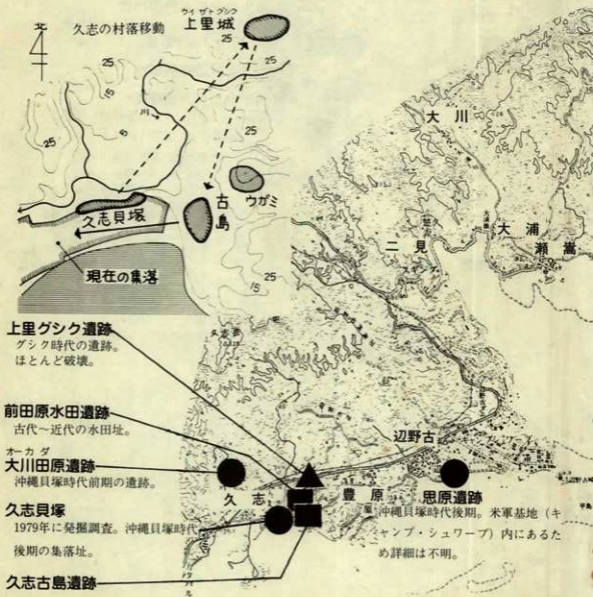 北
久志の村落移動
ウイザトグシク
上里城
25
25
15
25
5
25
川
25
25
古島
ウガミ
久志貝塚
現在の集落
25
15
大川
大浦
瀬嵩
二見
辺野古
久志
豊原
上里グシク遺跡
グシク時代の遺跡。
ほとんど破壊。
前田原水田遺跡
古代～近代の水田址。
オーカダ
大川田原遺跡
沖縄貝塚時代前期の遺跡。
久志貝塚
1979年に発掘調査。沖縄貝塚時代
後期の集落址。
久志古島遺跡
思原遺跡
沖縄貝塚時代後期。米軍基地（キ
ャンプ・シュワーブ）内にあるた
め詳細は不明。